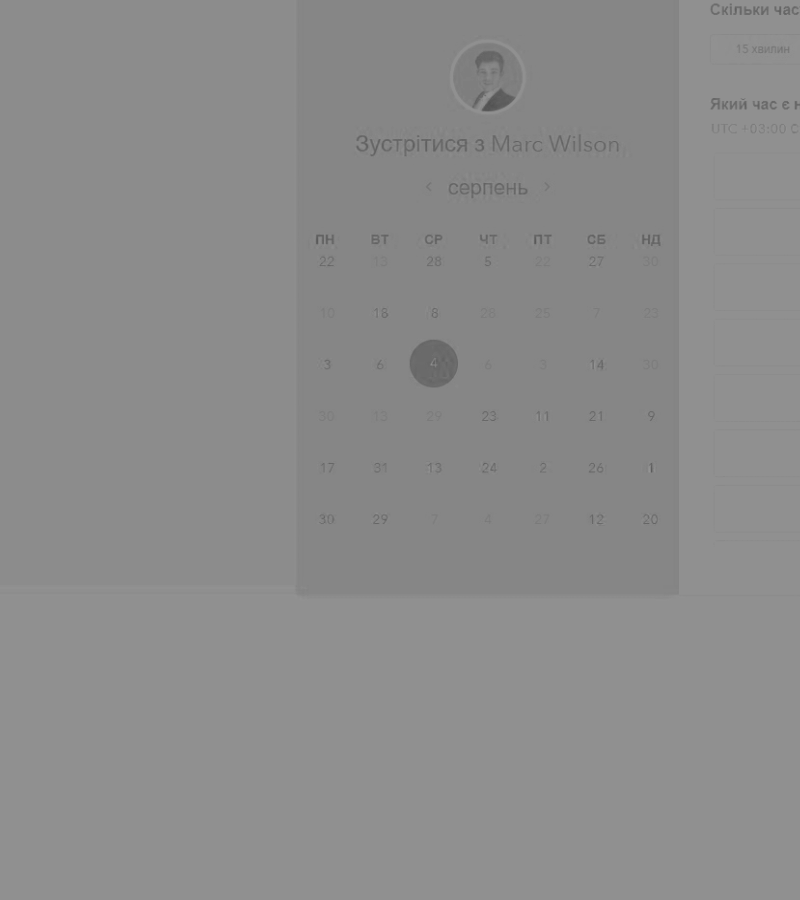 Скільки час
15 хвилин
Зустрітися з Marc Wilson
Який час є н
UTC +03:00 С
‹ серпень ›
ПН ВТ СР ЧТ ПТ СБ НД
22 15 28 5 22 27 30
10 16 8 28 25 7 23
3 6 4 6 3 14 30
30 13 29 23 11 21 9
17 31 13 24 2 26 1
30 29 7 4 27 12 20